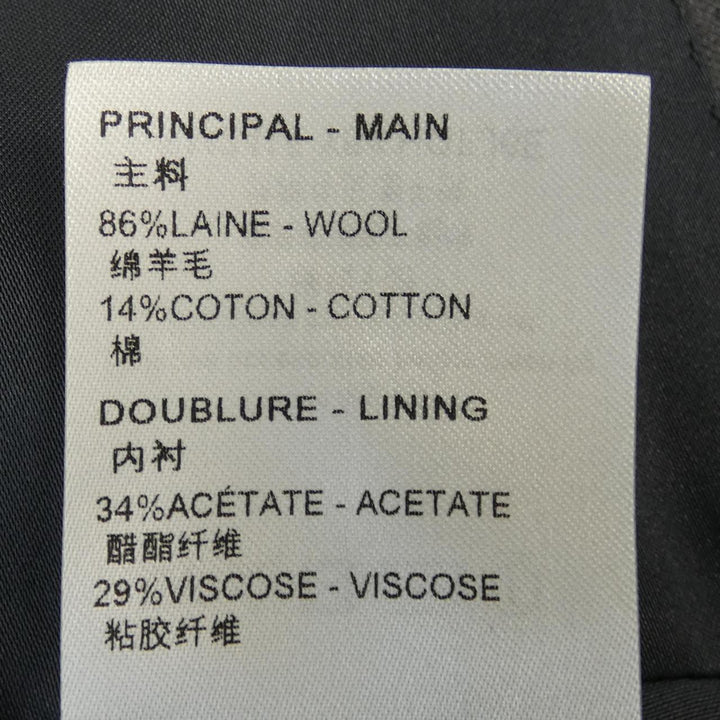 PRINCIPAL - MAIN
主料
86%LAINE - WOOL
绵羊毛
14%COTON - COTTON
棉
DOUBLURE - LINING
内衬
34%ACÉTATE - ACETATE
醋酯纤维
29%VISCOSE - VISCOSE
粘胶纤维